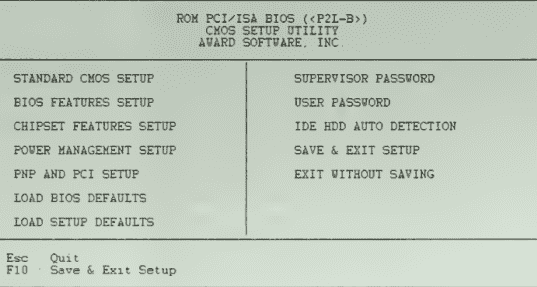 ROM PCI/ISA BIOS (<P2L-B>)
CMOS SETUP UTILITY
AWARD SOFTWARE, INC.
STANDARD CMOS SETUP
BIOS FEATURES SETUP
CHIPSET FEATURES SETUP
POWER MANAGEMENT SETUP
PNP AND PCI SETUP
LOAD BIOS DEFAULTS
LOAD SETUP DEFAULTS
SUPERVISOR PASSWORD
USER PASSWORD
IDE HDD AUTO DETECTION
SAVE & EXIT SETUP
EXIT WITHOUT SAVING
Esc Quit
F10 Save & Exit Setup